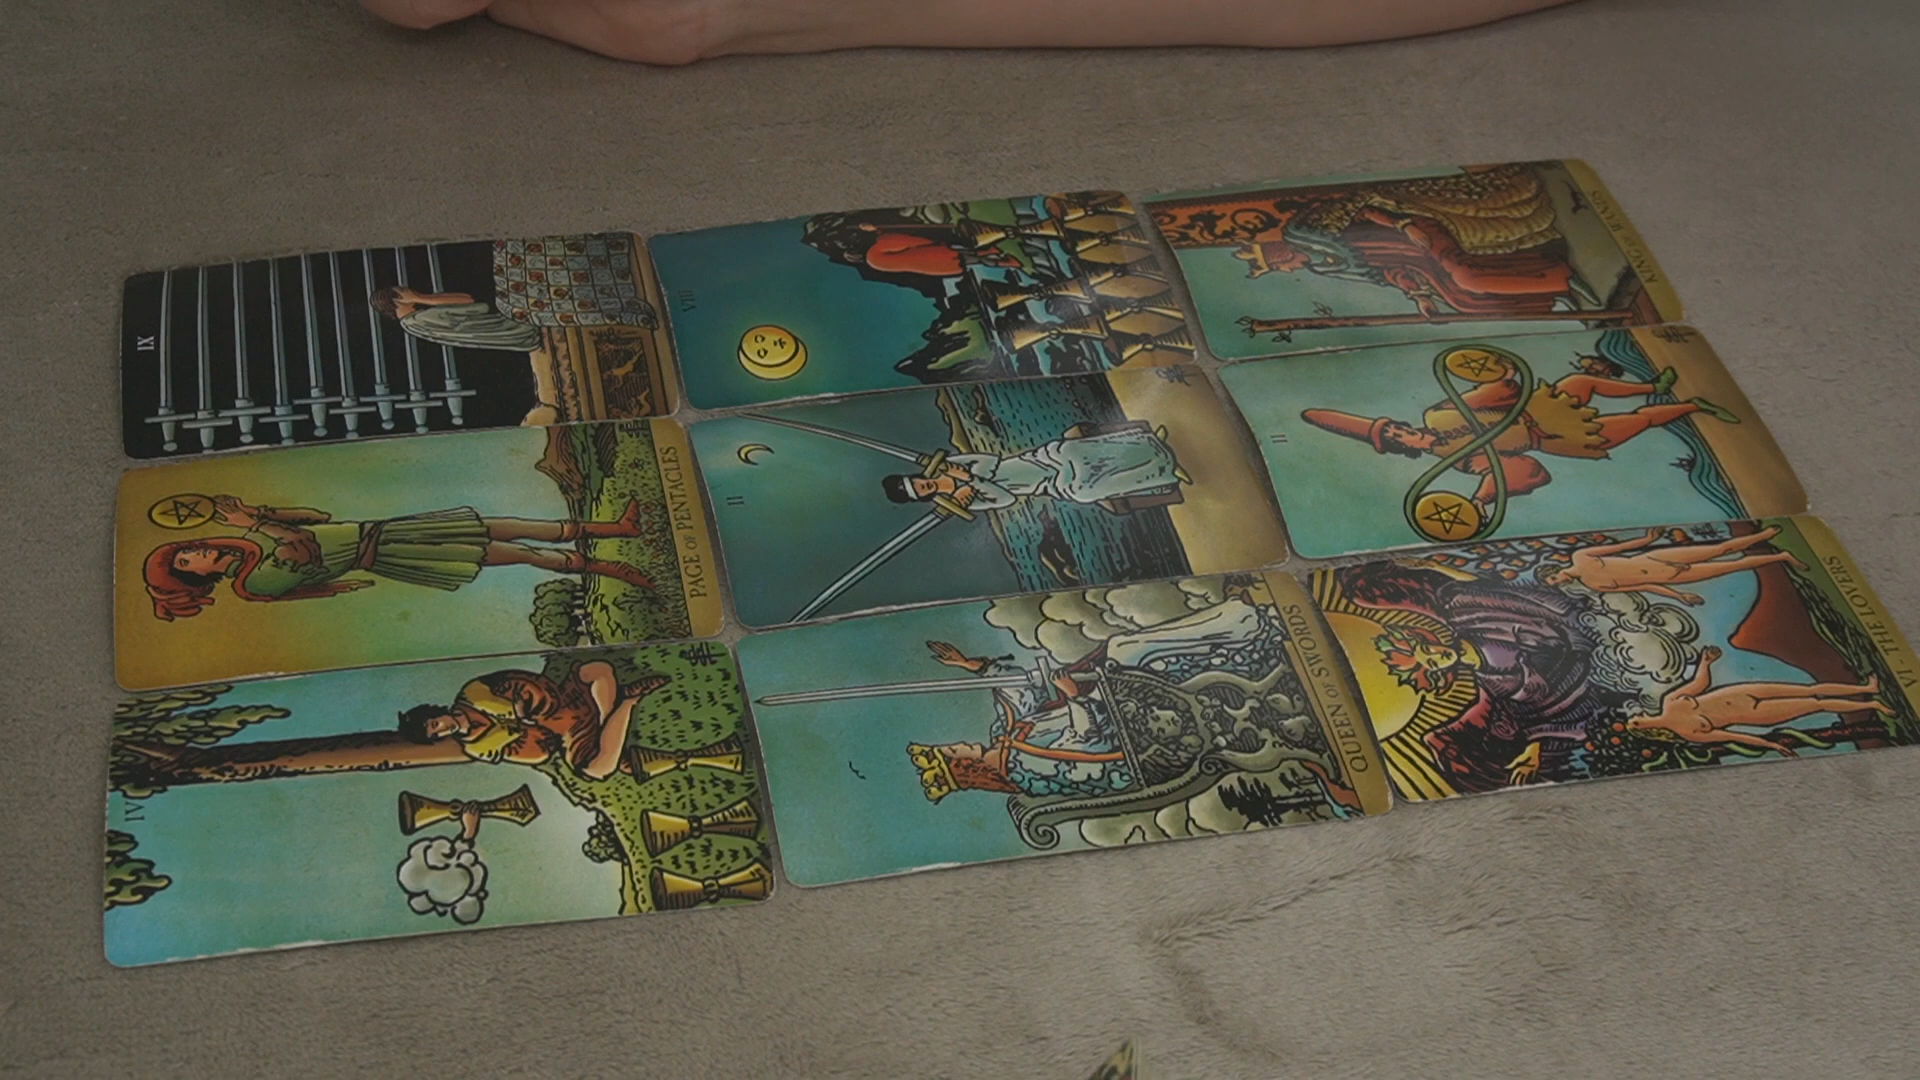 IX
VIII
KING OF WANDS
PAGE OF PENTACLES
II
II
IV
QUEEN OF SWORDS
VI - THE LOVERS